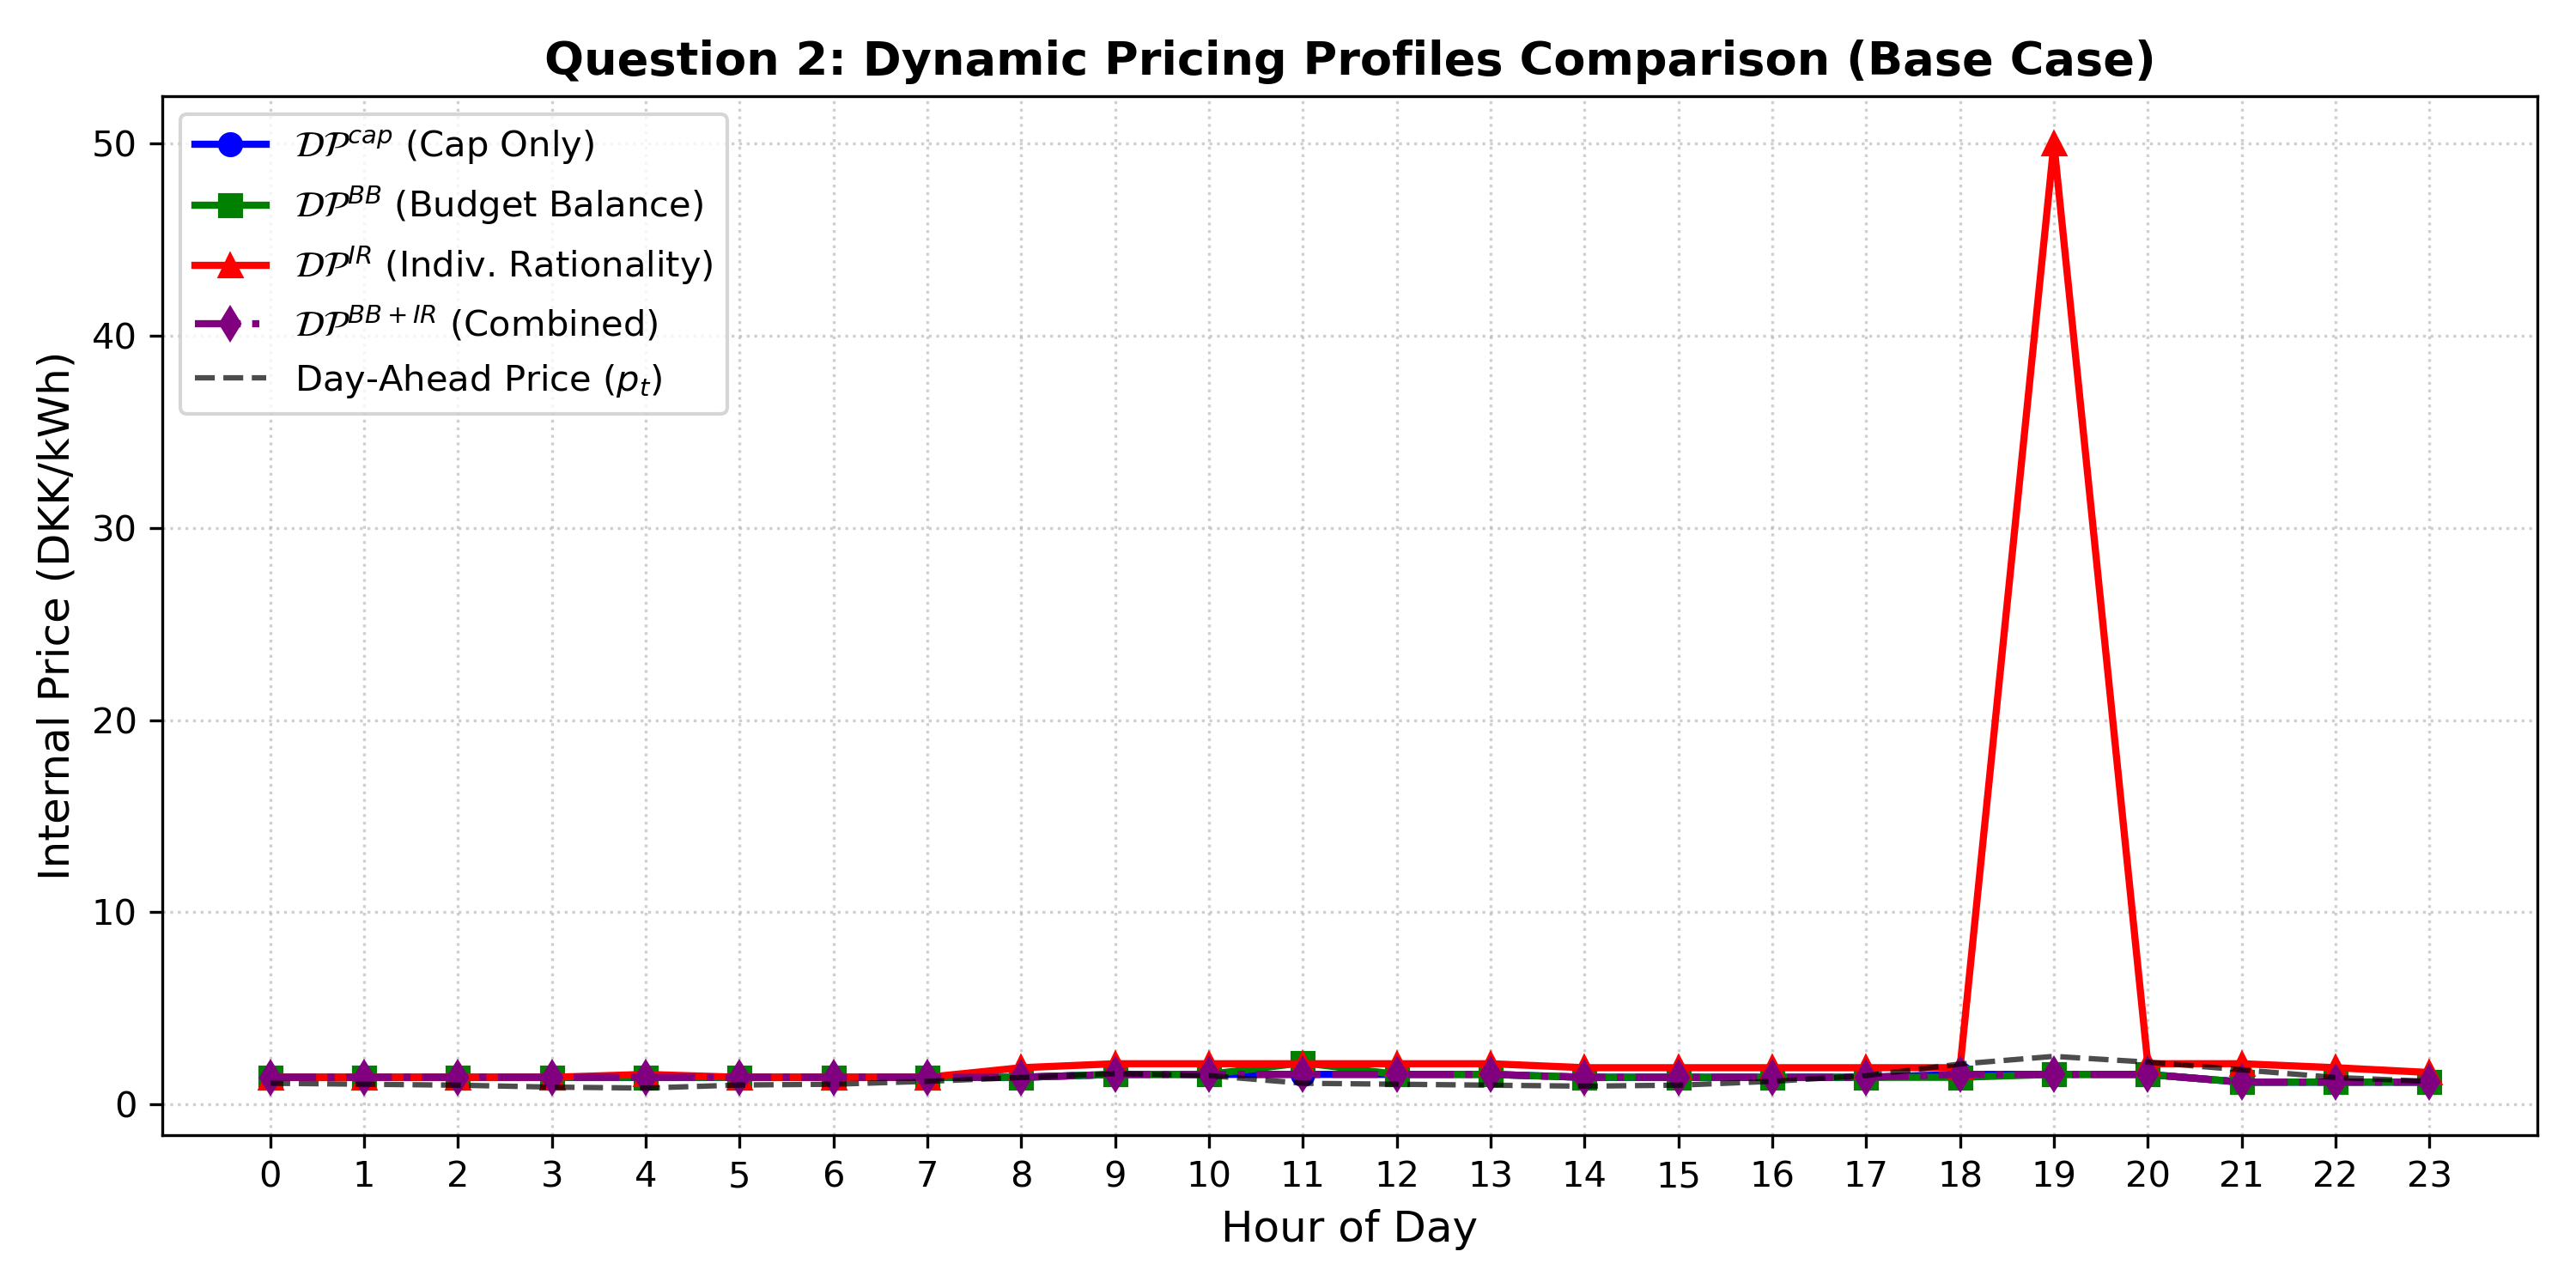 Question 2: Dynamic Pricing Profiles Comparison (Base Case)
𝒟𝒫^cap (Cap Only)
𝒟𝒫^BB (Budget Balance)
𝒟𝒫^IR (Indiv. Rationality)
𝒟𝒫^BB+IR (Combined)
Day-Ahead Price (p_t)
Internal Price (DKK/kWh)
50
40
30
20
10
0
0 1 2 3 4 5 6 7 8 9 10 11 12 13 14 15 16 17 18 19 20 21 22 23
Hour of Day